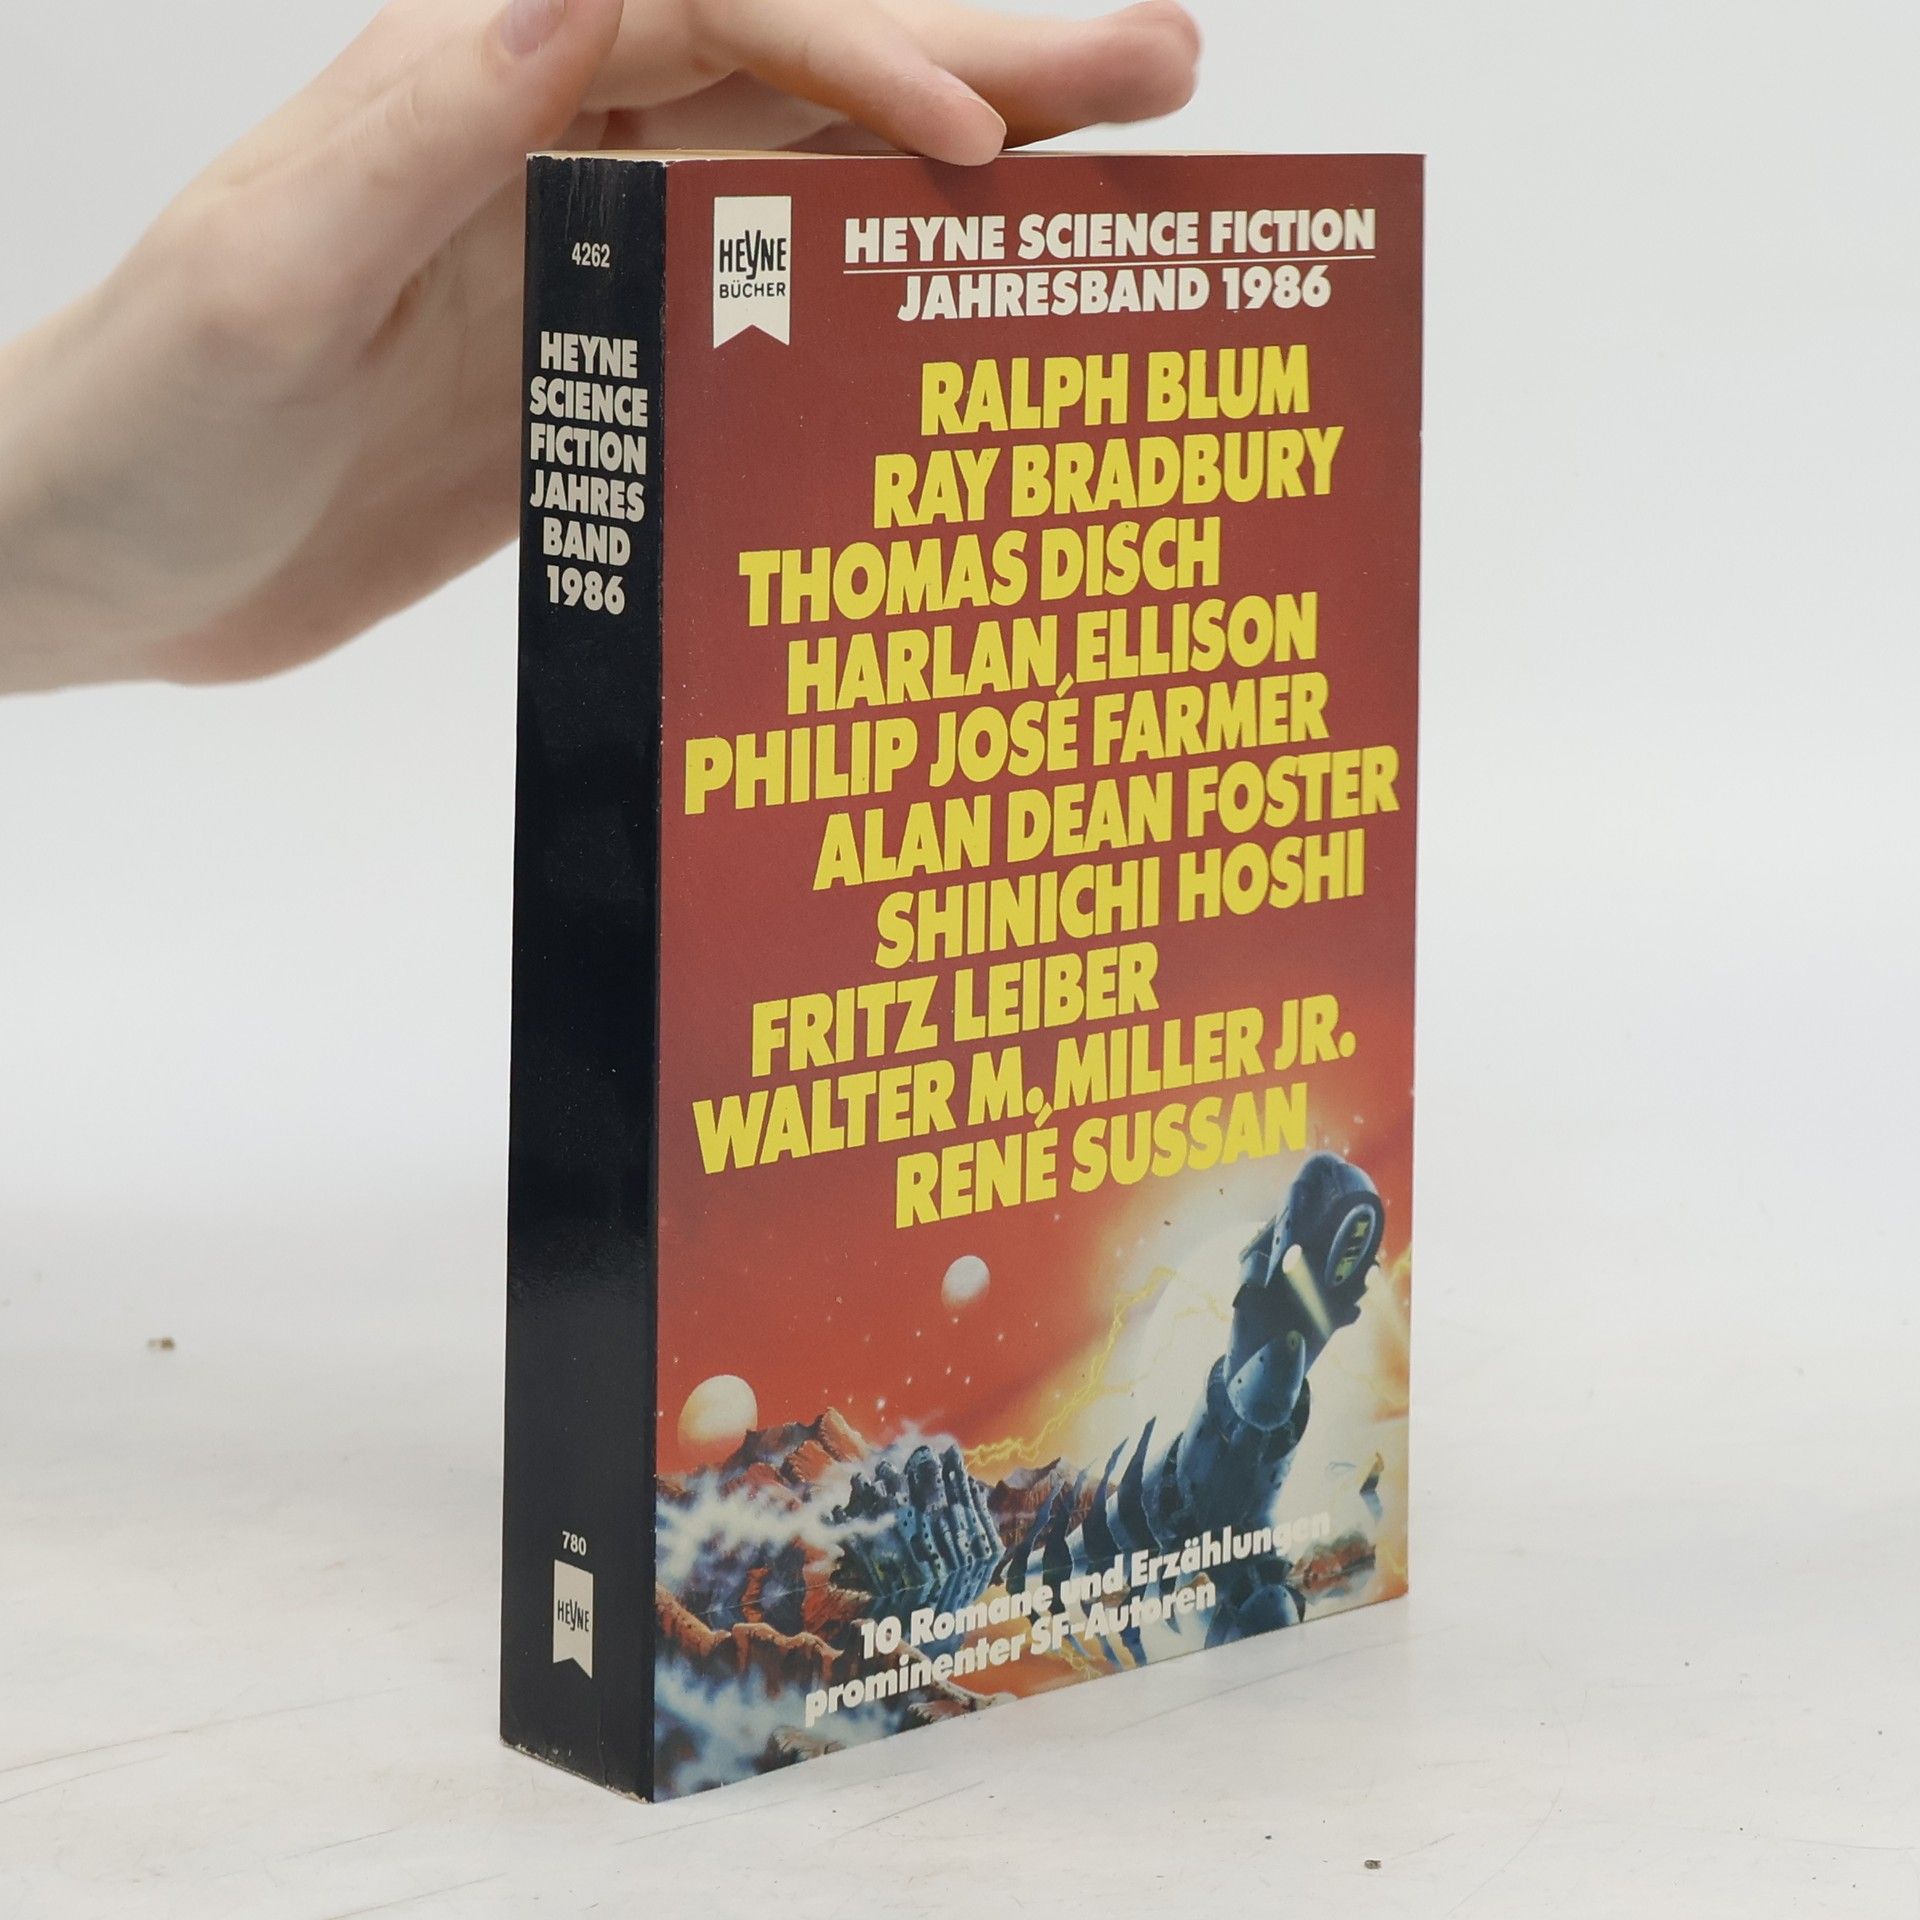 4262
HEYNE
SCIENCE
FICTION
JAHRES
BAND
1986
780
HEYNE
HEYNE
BÜCHER
HEYNE SCIENCE FICTION
JAHRESBAND 1986
RALPH BLUM
RAY BRADBURY
THOMAS DISCH
HARLAN ELLISON
PHILIP JOSÉ FARMER
ALAN DEAN FOSTER
SHINICHI HOSHI
FRITZ LEIBER
WALTER M. MILLER JR.
RENÉ SUSSAN
10 Romane und Erzählungen
prominenter SF-Autoren